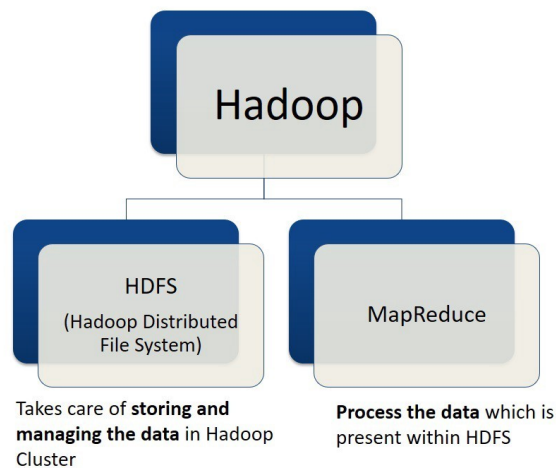 Hadoop
HDFS
(Hadoop Distributed
File System)
MapReduce
Takes care of storing and
managing the data in Hadoop
Cluster
Process the data which is
present within HDFS